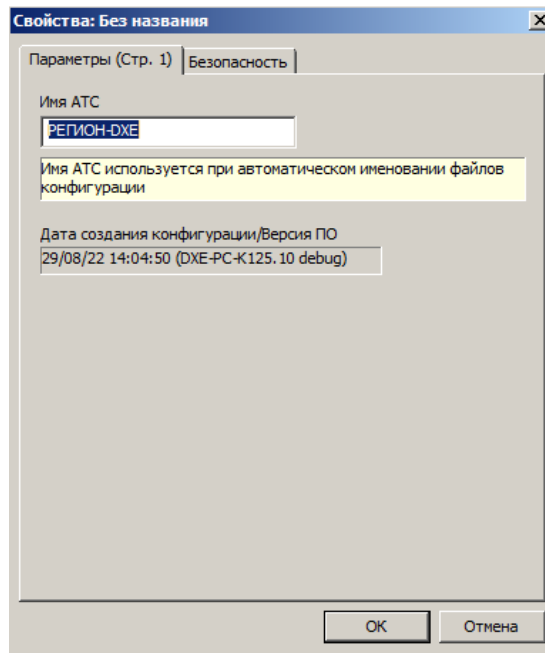 Свойства: Без названия
Параметры (Стр. 1) Безопасность
Имя АТС
РЕГИОН-DXE
Имя АТС используется при автоматическом именовании файлов
конфигурации
Дата создания конфигурации/Версия ПО
29/08/22 14:04:50 (DXE-PC-K125.10 debug)
ОК Отмена